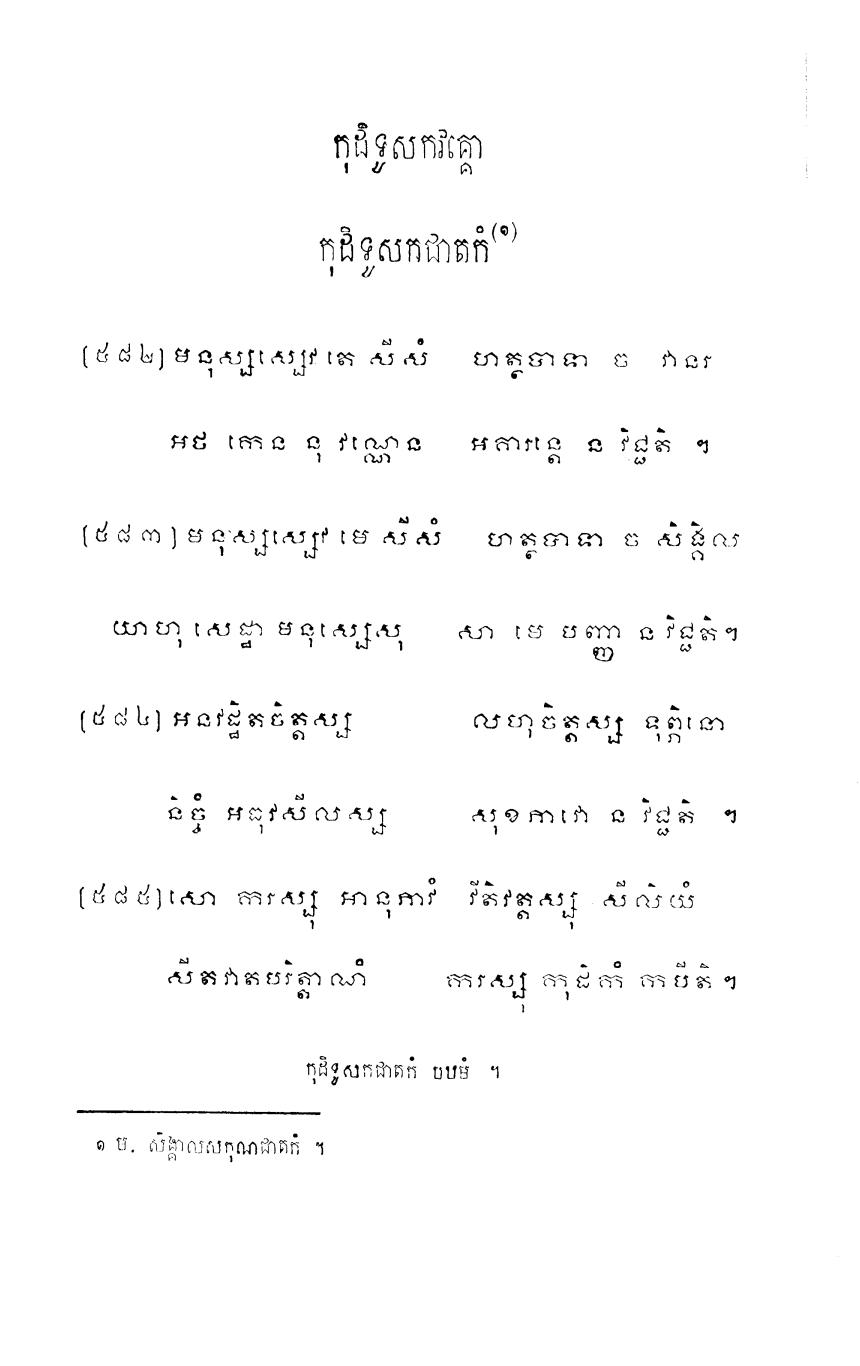 កុដិទូសកវគ្គោ
កុដិទូសកជាតកំ(១)
[៥៨២] មនុស្សស្សេវ តេ សីសំ ហត្ថបាទា ច វានរ
អថ កេន នុ វណ្ណេន អគារន្តេ ន វិជ្ជតិ ។
[៥៨៣] មនុស្សស្សេវ មេ សីសំ ហត្ថបាទា ច សិង្គិល
យាហុ សេដ្ឋា មនុស្សេសុ សា មេ បញ្ញា ន វិជ្ជតិ។
[៥៨៤] អនវដ្ឋិតចិត្តស្ស លហុចិត្តស្ស ទុព្ភិនោ
និច្ចំ អធុវសីលស្ស សុខភាវោ ន វិជ្ជតិ ។
[៥៨៥] សោ ករស្សុ អានុភាវំ វីតិវត្តស្សុ សីលិយំ
សីតវាតបរិត្តាណំ ករស្សុ កុដិកំ កបីតិ។
កុដិទូសកជាតកំ បឋមំ ។
១ ប. សិង្គាលសកុណជាតកំ ។